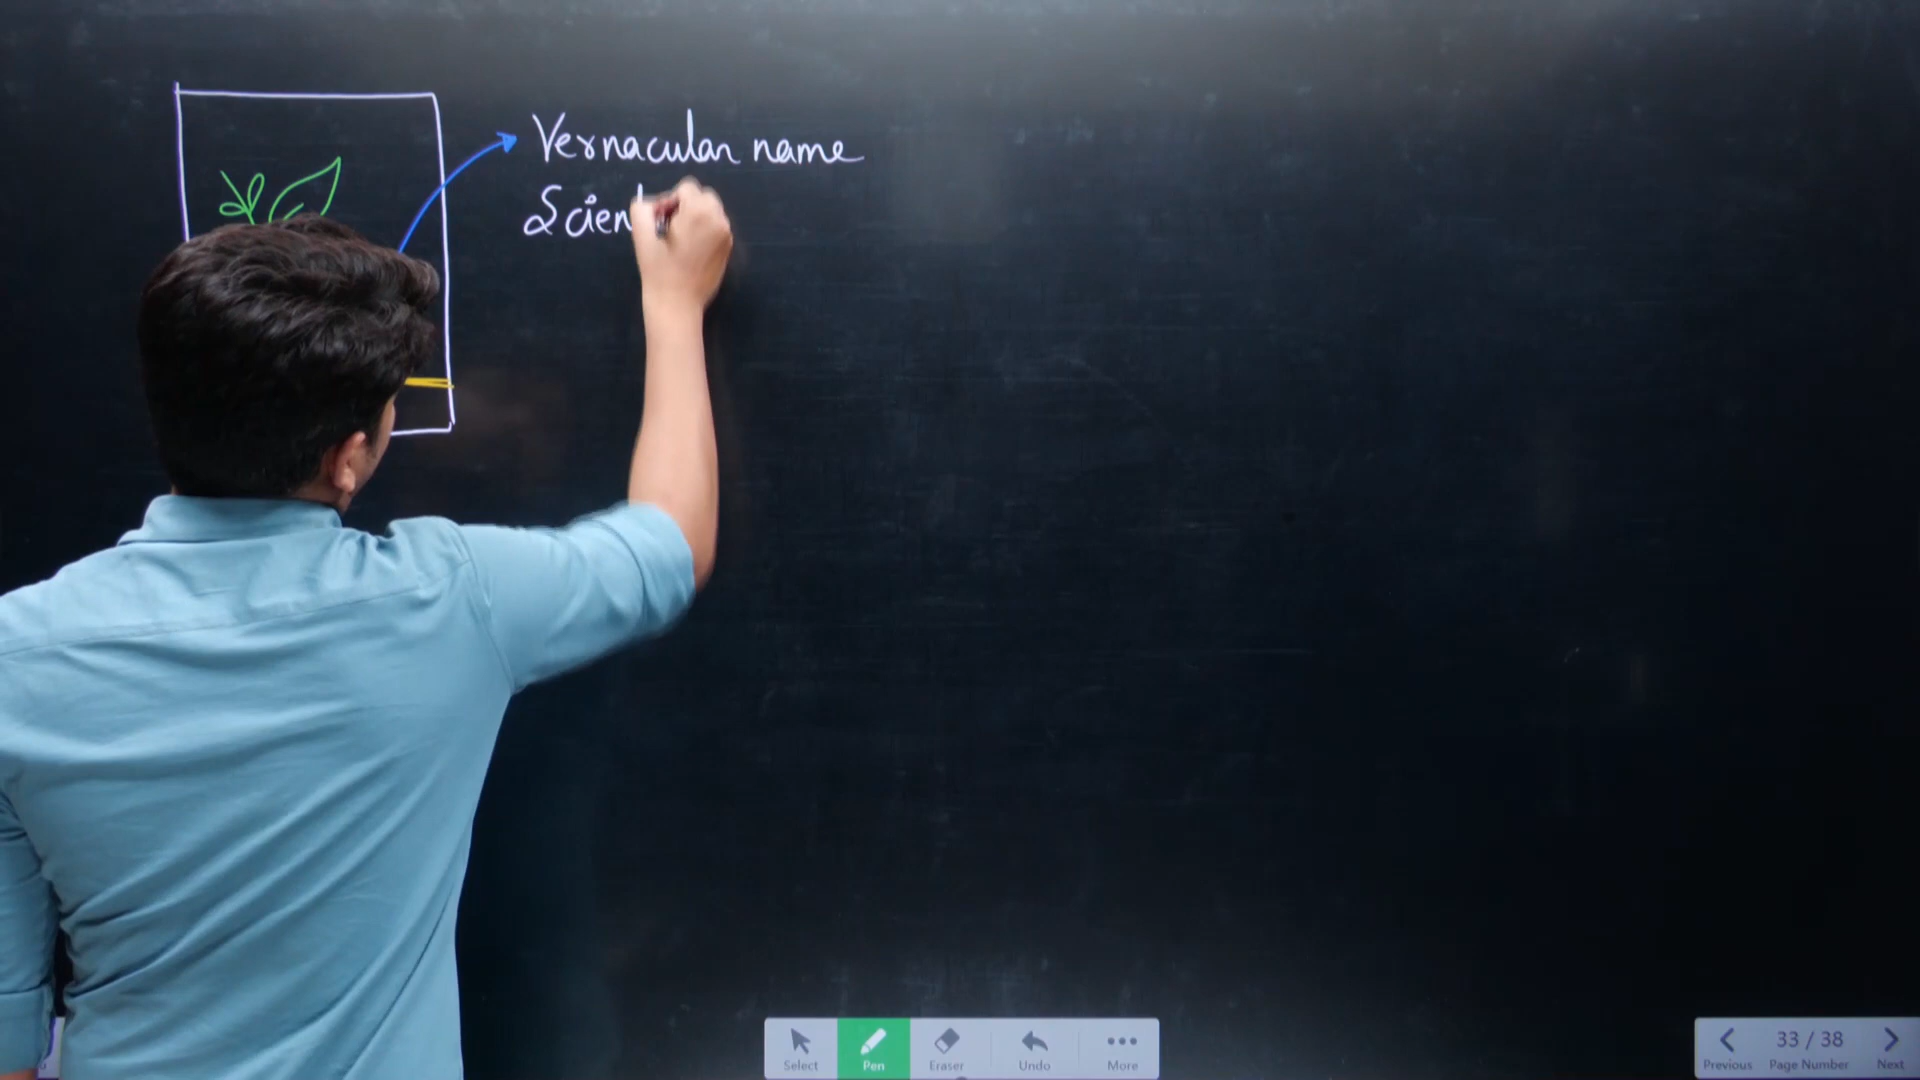 Vernacular name
Scien
Select
Pen
Eraser
Undo
More
33 / 38
Previous
Page Number
Next